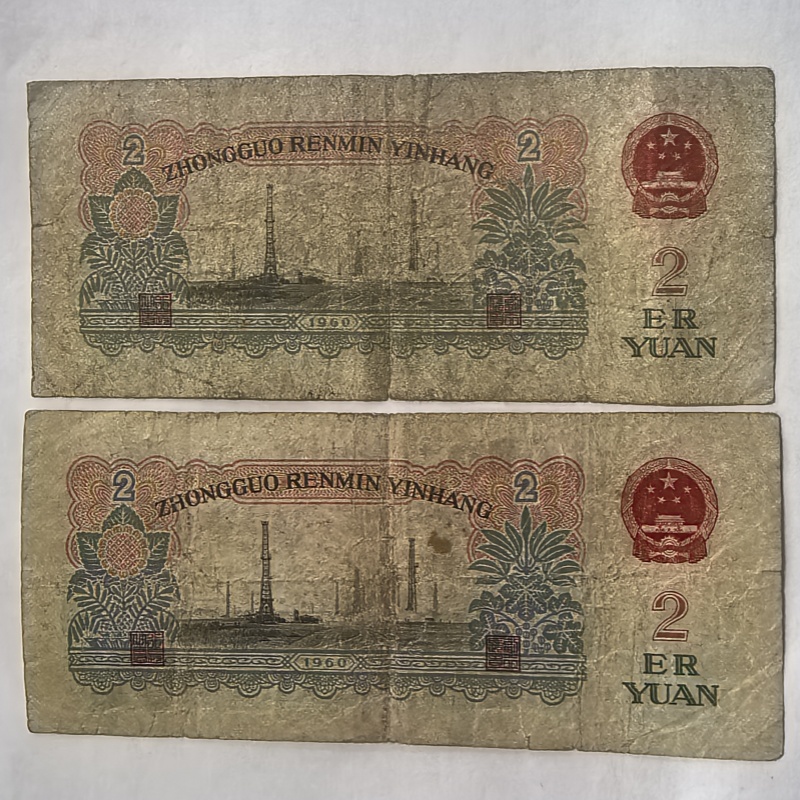 2 2
ZHONGGUO RENMIN YINHANG
2
ER
YUAN
1960
2 2
ZHONGGUO RENMIN YINHANG
2
ER
YUAN
1960